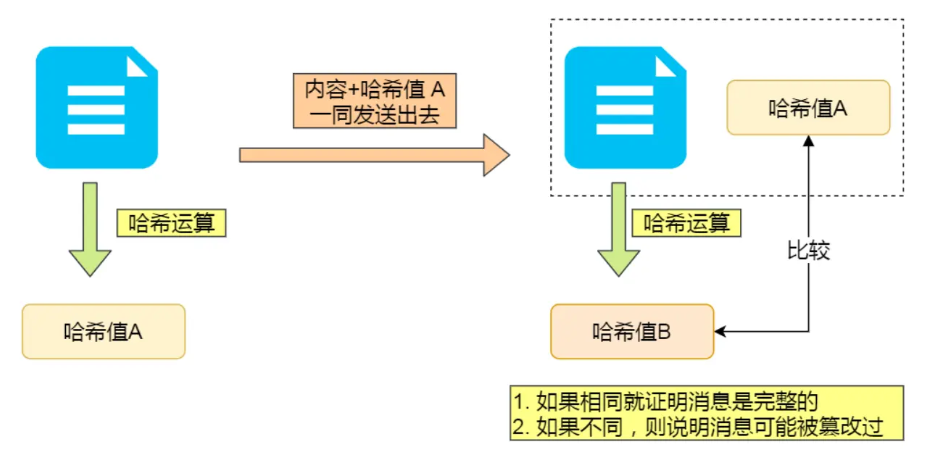 内容+哈希值 A
一同发送出去
哈希值A
哈希运算
哈希运算
比较
哈希值A
哈希值B
1. 如果相同就证明消息是完整的
2. 如果不同，则说明消息可能被篡改过